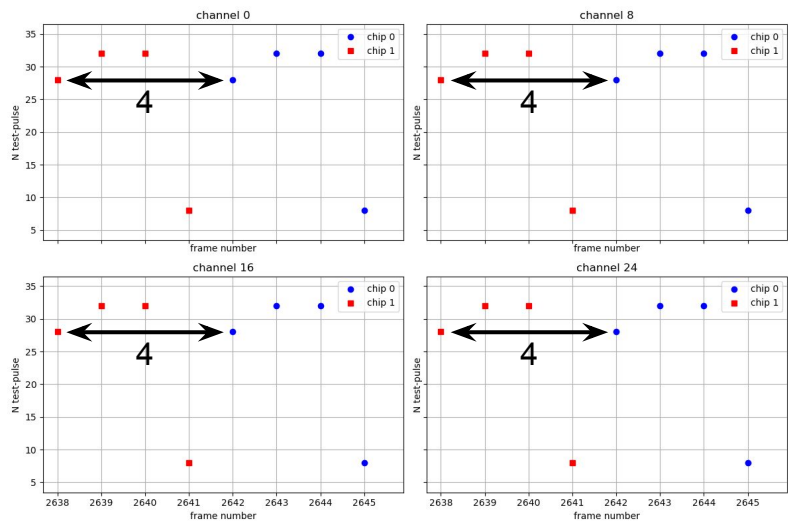 channel 0
35
30
25
20
15
10
5
N test-pulse
chip 0
chip 1
4
frame number
channel 8
N test-pulse
chip 0
chip 1
4
frame number
channel 16
35
30
25
20
15
10
5
N test-pulse
chip 0
chip 1
4
2638 2639 2640 2641 2642 2643 2644 2645
frame number
channel 24
N test-pulse
chip 0
chip 1
4
2638 2639 2640 2641 2642 2643 2644 2645
frame number